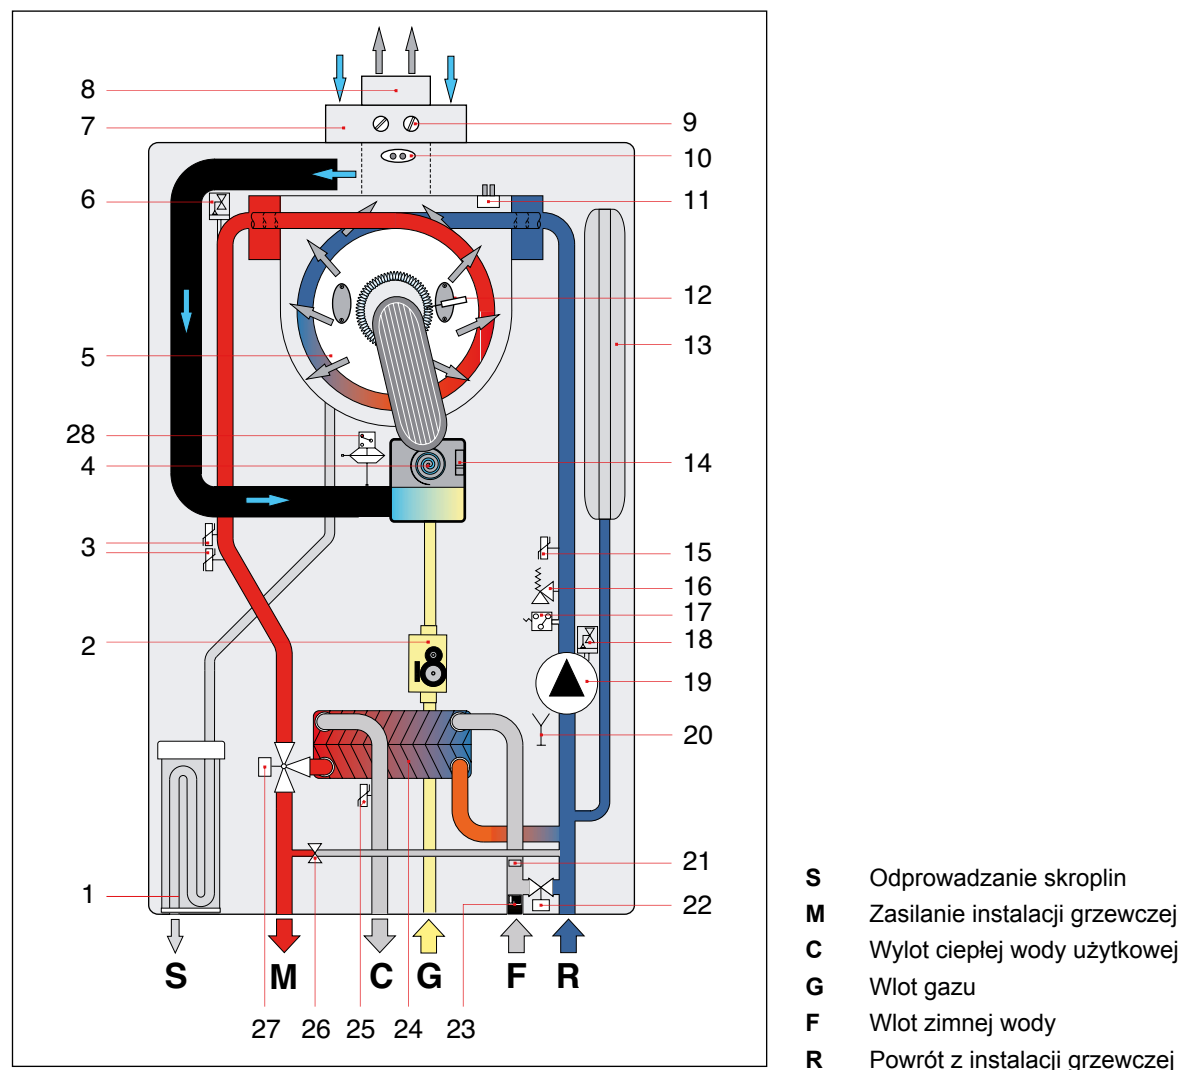 8
7
9
10
6
11
12
13
5
28
4
14
3
15
16
17
2
18
19
20
21
1
22
S M C G F R
27 26 25 24 23
S Odprowadzanie skroplin
M Zasilanie instalacji grzewczej
C Wylot ciepłej wody użytkowej
G Wlot gazu
F Wlot zimnej wody
R Powrót z instalacji grzewczej